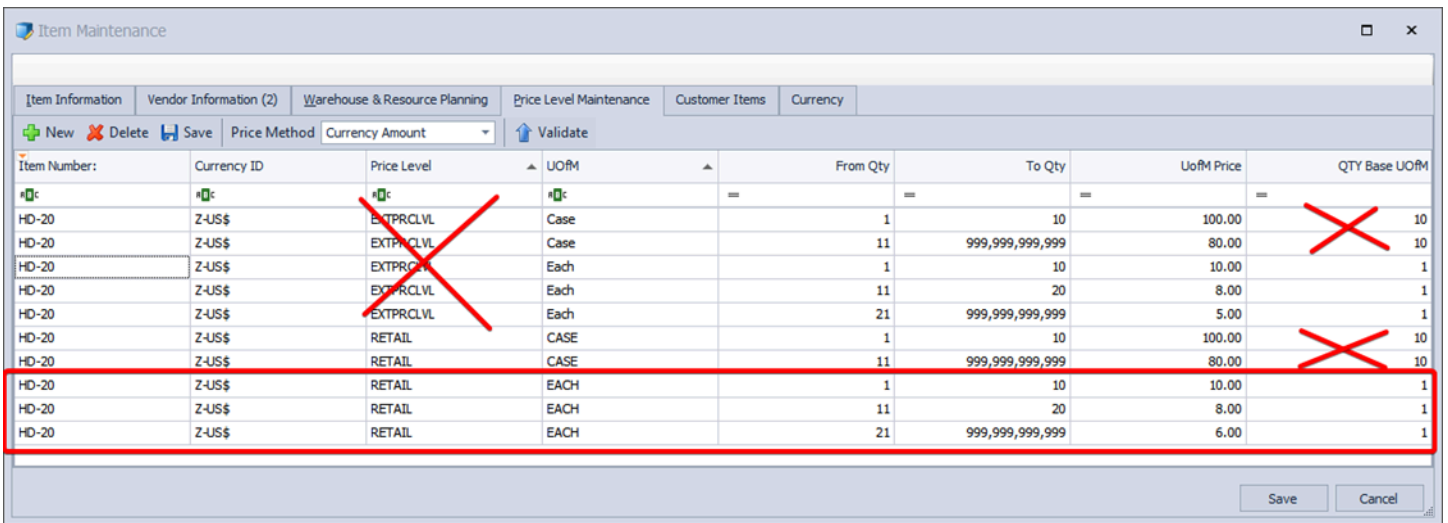 Item Maintenance
Item Information Vendor Information (2) Warehouse & Resource Planning Price Level Maintenance Customer Items Currency
New Delete Save Price Method Currency Amount Validate
Item Number: Currency ID Price Level UOfM From Qty To Qty UofM Price QTY Base UOfM
ABC ABC ABC ABC = = = =
HD-20 Z-US$ EXTPRCLVL Case 1 10 100.00 10
HD-20 Z-US$ EXTPRCLVL Case 11 999,999,999,999 80.00 10
HD-20 Z-US$ EXTPRCLVL Each 1 10 10.00 1
HD-20 Z-US$ EXTPRCLVL Each 11 20 8.00 1
HD-20 Z-US$ EXTPRCLVL Each 21 999,999,999,999 5.00 1
HD-20 Z-US$ RETAIL CASE 1 10 100.00 10
HD-20 Z-US$ RETAIL CASE 11 999,999,999,999 80.00 10
HD-20 Z-US$ RETAIL EACH 1 10 10.00 1
HD-20 Z-US$ RETAIL EACH 11 20 8.00 1
HD-20 Z-US$ RETAIL EACH 21 999,999,999,999 6.00 1
Save Cancel